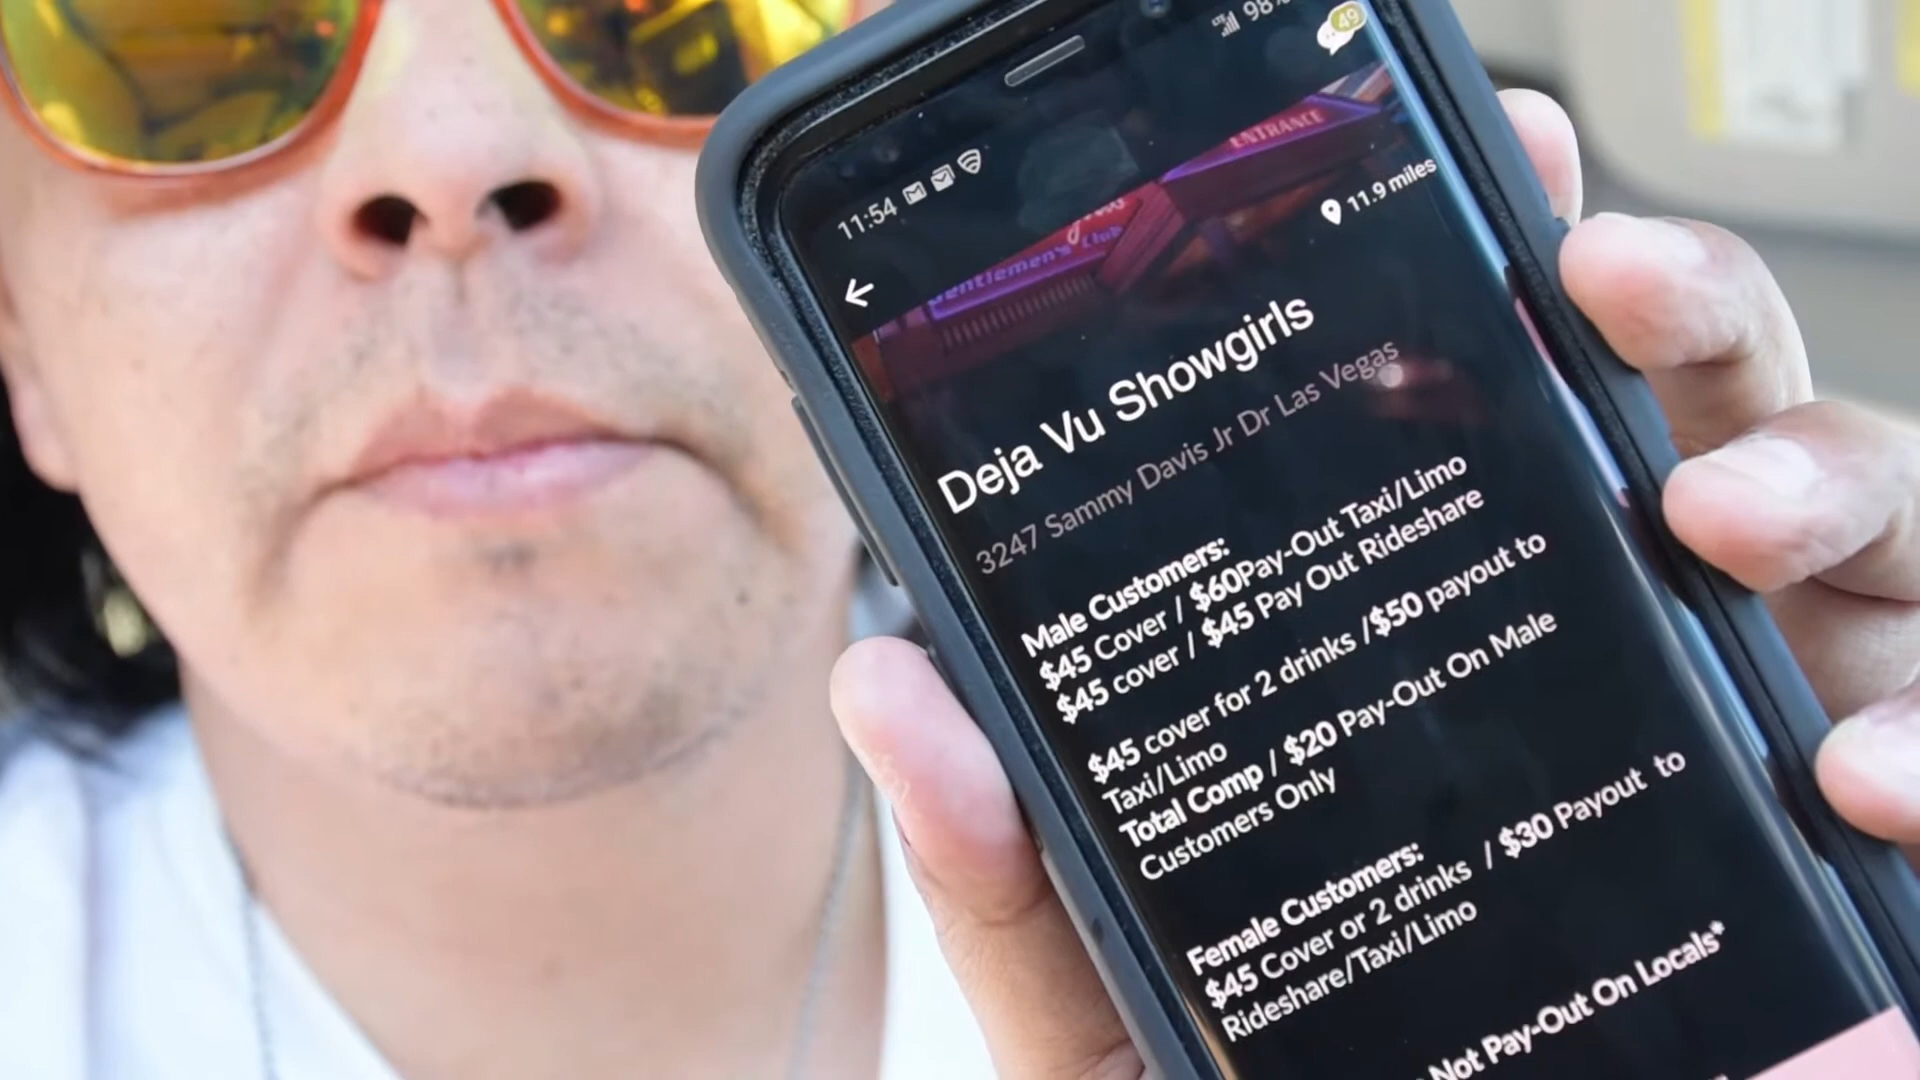 LTE 98%
49
11:54
ENTRANCE
Gentlemen's Club
11.9 miles
Deja Vu Showgirls
3247 Sammy Davis Jr Dr Las Vegas
Male Customers:
$45 Cover / $60Pay-Out Taxi/Limo
$45 cover / $45 Pay Out Rideshare
$45 cover for 2 drinks /$50 payout to
Taxi/Limo
Total Comp / $20 Pay-Out On Male
Customers Only
Female Customers:
$45 Cover or 2 drinks / $30 Payout to
Rideshare/Taxi/Limo
Not Pay-Out On Locals*